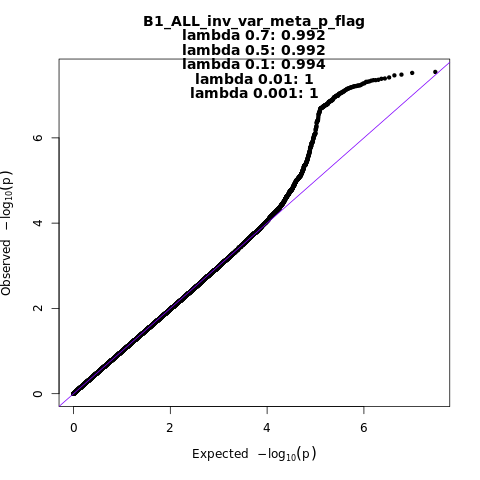 B1_ALL_inv_var_meta_p_flag
lambda 0.7: 0.992
lambda 0.5: 0.992
lambda 0.1: 0.994
lambda 0.01: 1
lambda 0.001: 1
Observed −log10(p)
6
4
2
0
0 2 4 6
Expected −log10(p)